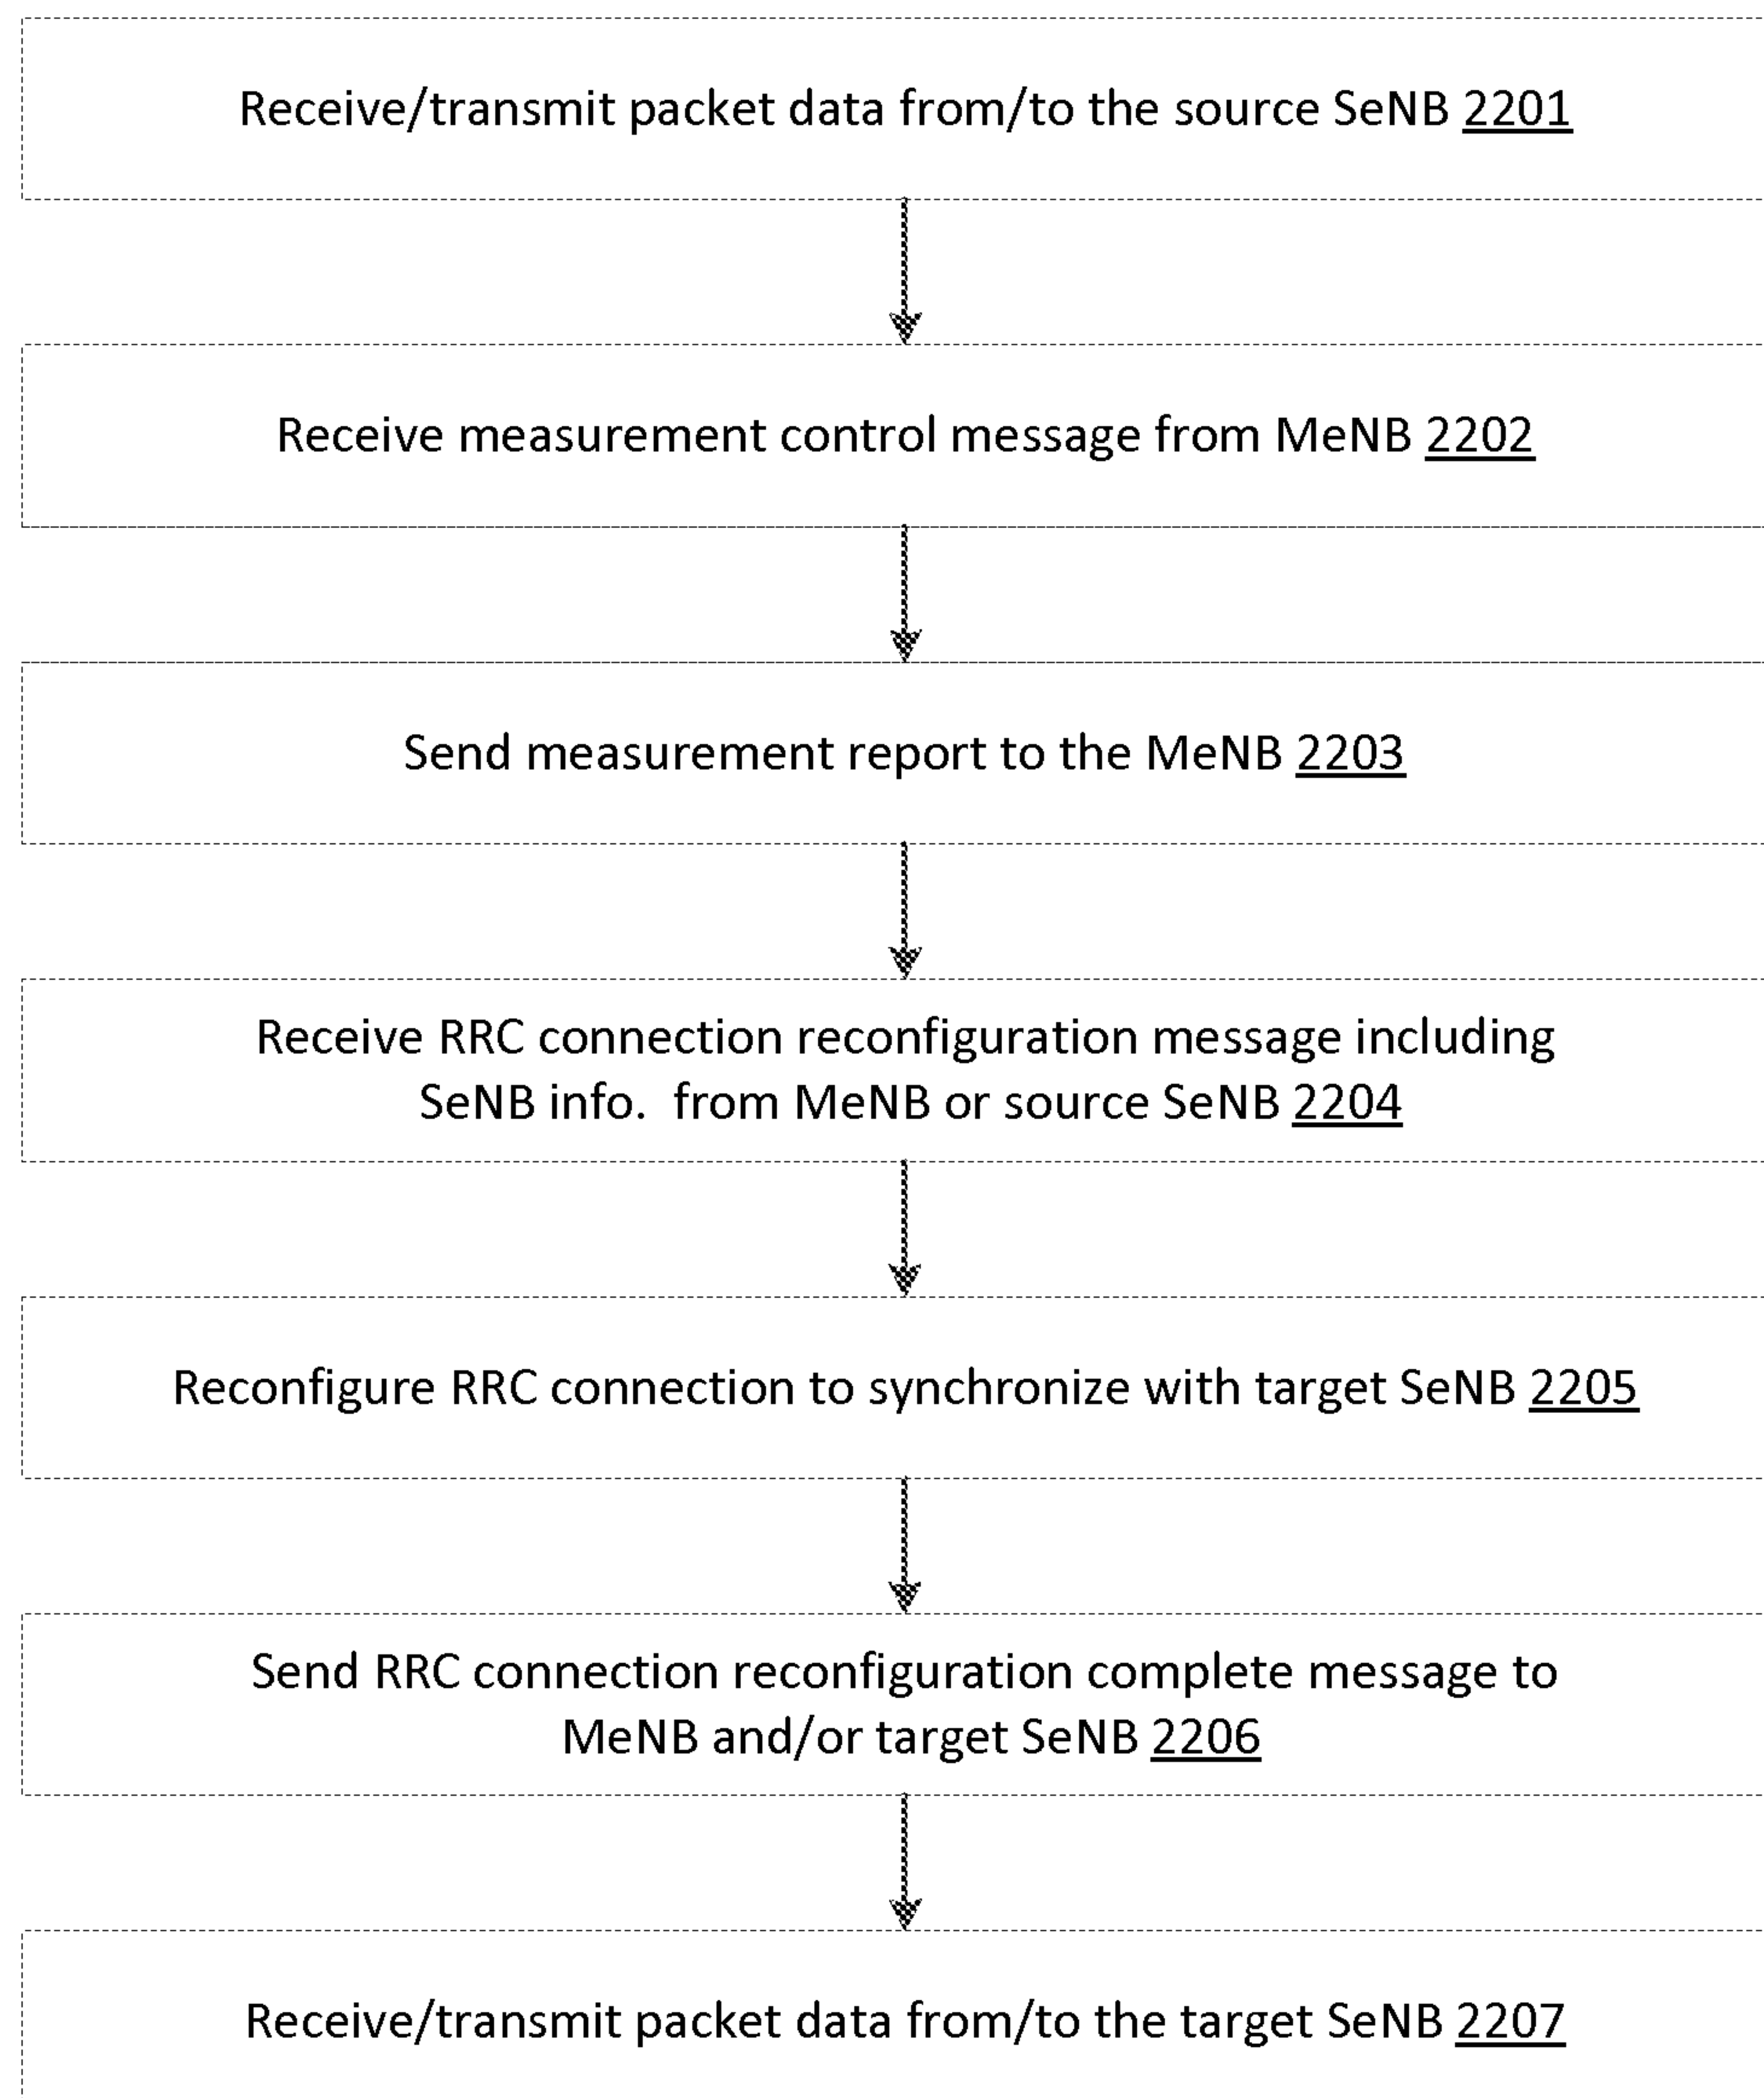 Receive/transmit packet data from/to the source SeNB 2201
Receive measurement control message from MeNB 2202
Send measurement report to the MeNB 2203
Receive RRC connection reconfiguration message including
SeNB info. from MeNB or source SeNB 2204
Reconfigure RRC connection to synchronize with target SeNB 2205
Send RRC connection reconfiguration complete message to
MeNB and/or target SeNB 2206
Receive/transmit packet data from/to the target SeNB 2207